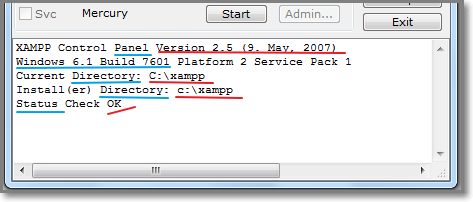 Svc Mercury Start Admin... Exit
XAMPP Control Panel Version 2.5 (9. May, 2007)
Windows 6.1 Build 7601 Platform 2 Service Pack 1
Current Directory: C:\xampp
Install(er) Directory: c:\xampp
Status Check OK